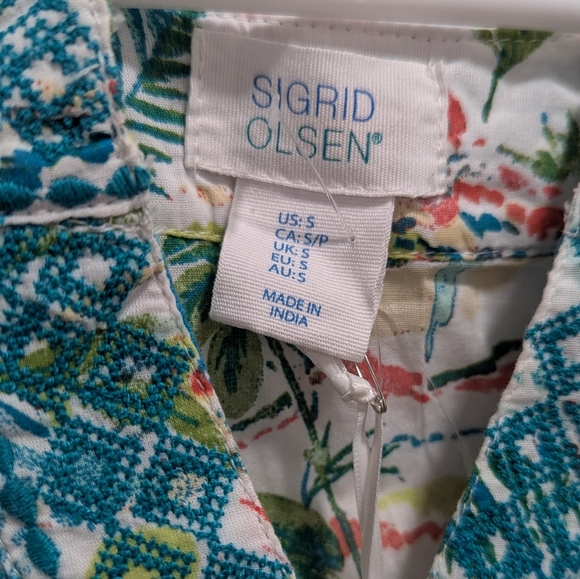 SIGRID
OLSEN®
US: S
CA: S/P
UK: S
EU: S
AU: S
MADE IN
INDIA